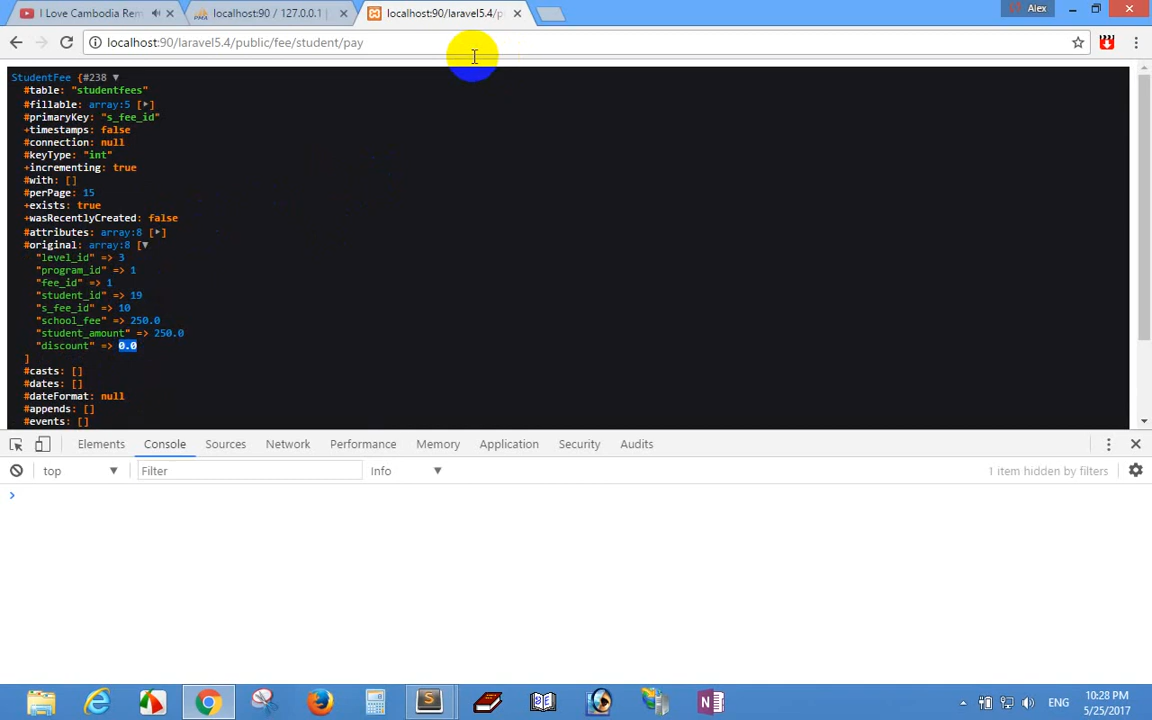 I Love Cambodia Rem
localhost:90 / 127.0.0.1 |
localhost:90/laravel5.4/p
Alex
localhost:90/laravel5.4/public/fee/student/pay
StudentFee {#238 ▼
#table: "studentfees"
#fillable: array:5 [▶]
#primaryKey: "s_fee_id"
+timestamps: false
#connection: null
#keyType: "int"
+incrementing: true
#with: []
#perPage: 15
+exists: true
+wasRecentlyCreated: false
#attributes: array:8 [▶]
#original: array:8 [▼
"level_id" => 3
"program_id" => 1
"fee_id" => 1
"student_id" => 19
"s_fee_id" => 10
"school_fee" => 250.0
"student_amount" => 250.0
"discount" => 0.0
]
#casts: []
#dates: []
#dateFormat: null
#appends: []
#events: []
Elements Console Sources Network Performance Memory Application Security Audits
top Filter Info 1 item hidden by filters
ENG
10:28 PM
5/25/2017